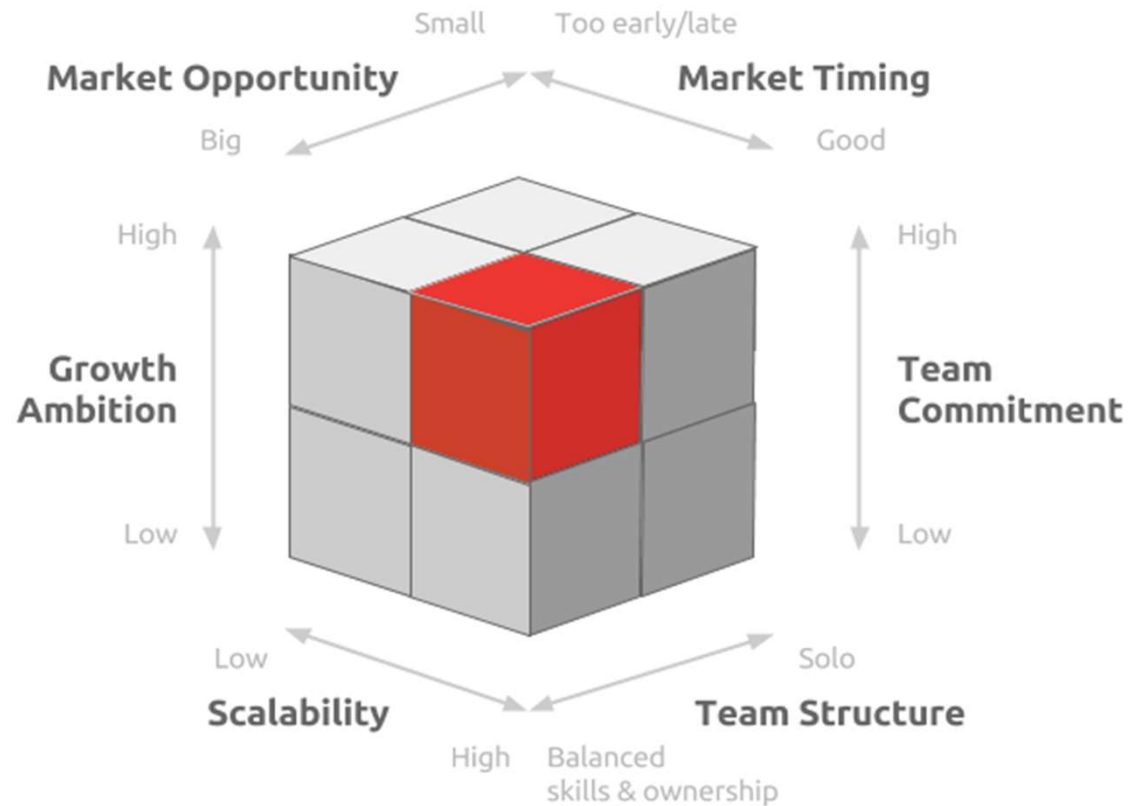 Small Too early/late
Market Opportunity Market Timing
Big Good
High High
Growth
Ambition
Team
Commitment
Low Low
Low Solo
Scalability Team Structure
High Balanced
skills & ownership